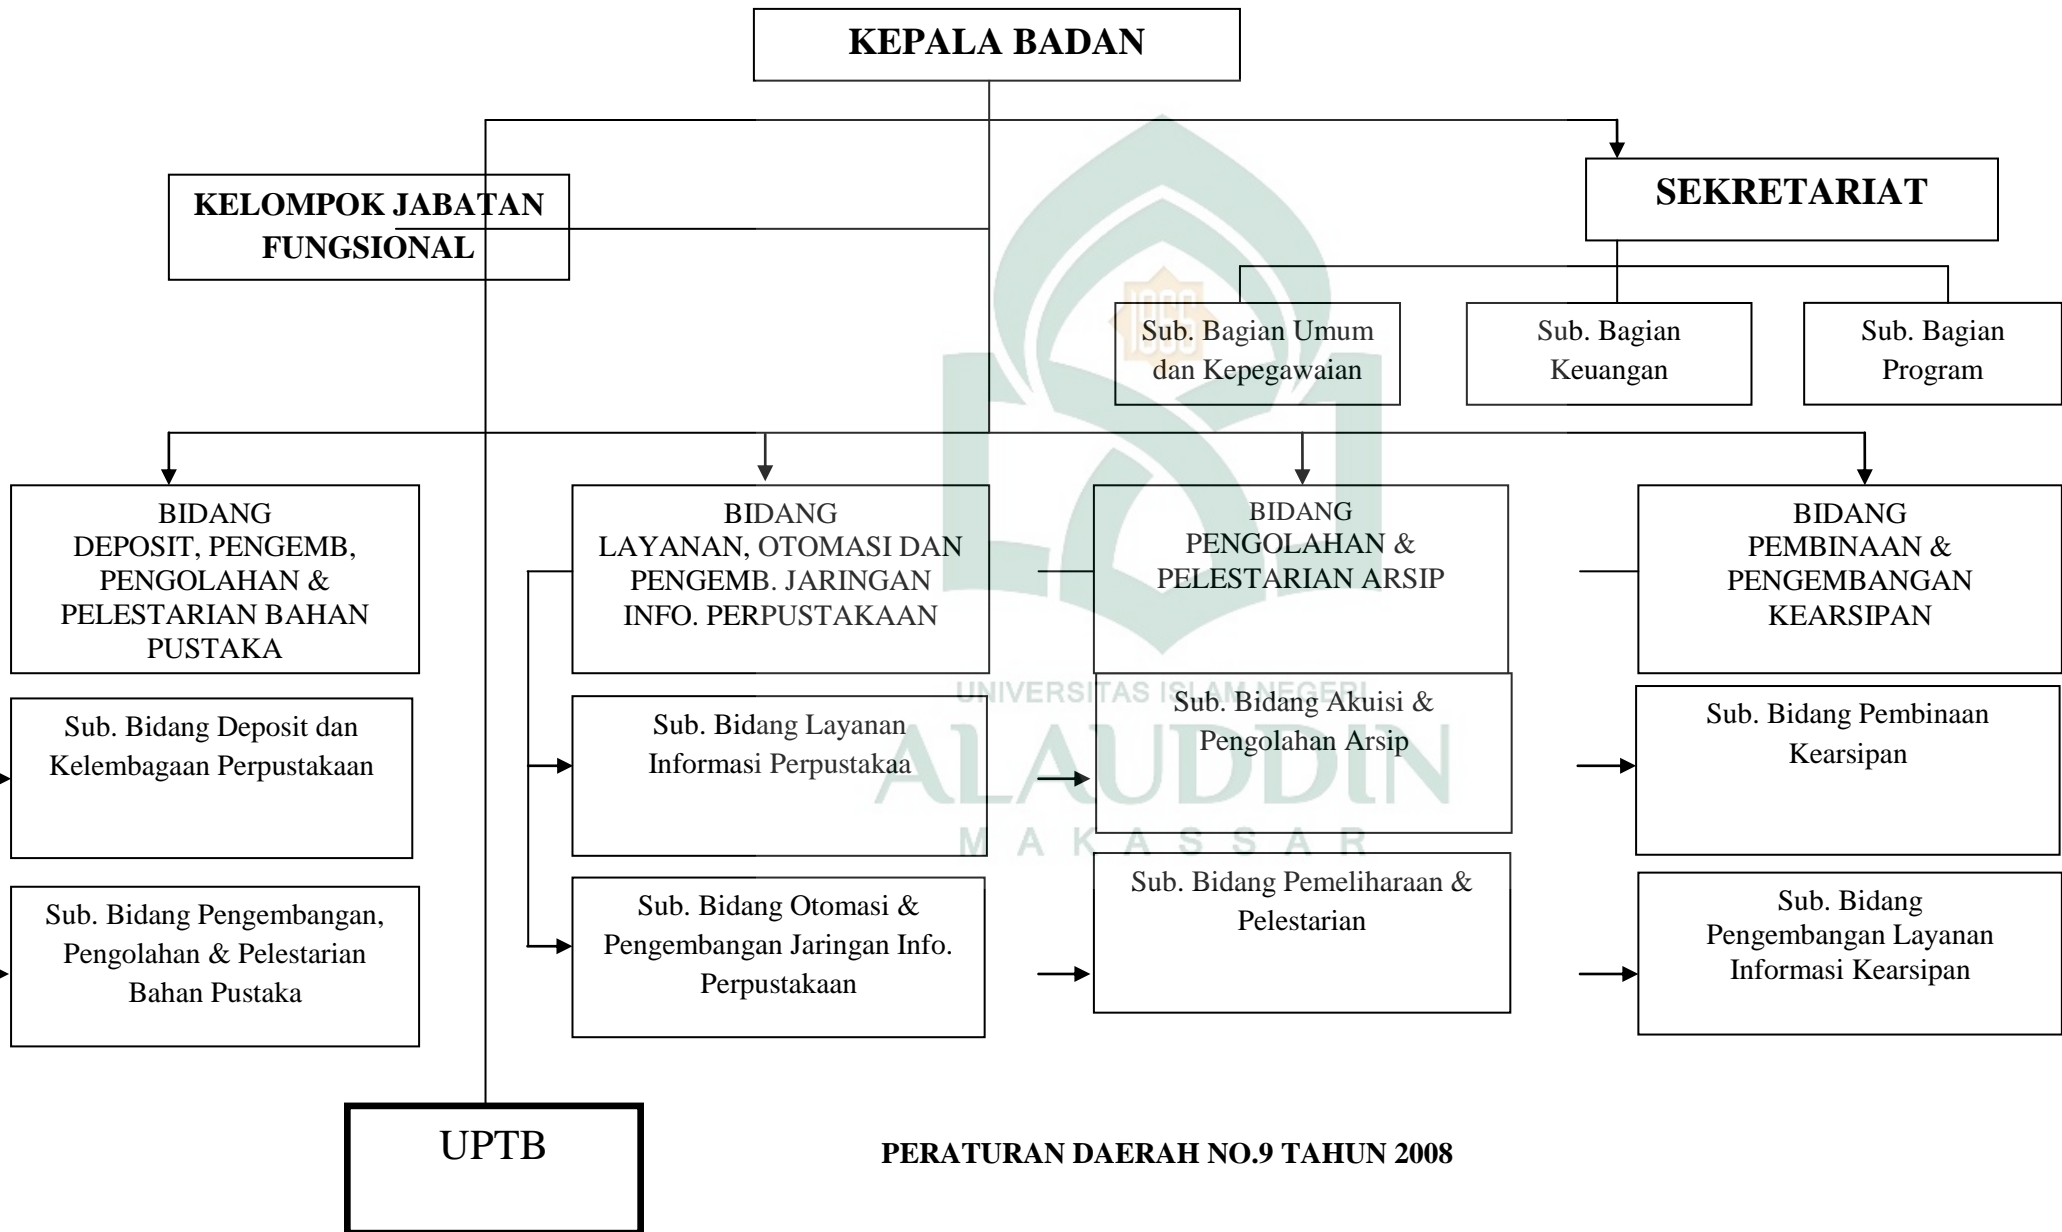 KEPALA BADAN
KELOMPOK JABATAN
FUNGSIONAL
SEKRETARIAT
Sub. Bagian Umum
dan Kepegawaian
Sub. Bagian
Keuangan
Sub. Bagian
Program
BIDANG
DEPOSIT, PENGEMB,
PENGOLAHAN &
PELESTARIAN BAHAN
PUSTAKA
BIDANG
LAYANAN, OTOMASI DAN
PENGEMB. JARINGAN
INFO. PERPUSTAKAAN
BIDANG
PENGOLAHAN &
PELESTARIAN ARSIP
BIDANG
PEMBINAAN &
PENGEMBANGAN
KEARSIPAN
Sub. Bidang Deposit dan
Kelembagaan Perpustakaan
Sub. Bidang Layanan
Informasi Perpustakaa
Sub. Bidang Akuisi &
Pengolahan Arsip
Sub. Bidang Pembinaan
Kearsipan
Sub. Bidang Pengembangan,
Pengolahan & Pelestarian
Bahan Pustaka
Sub. Bidang Otomasi &
Pengembangan Jaringan Info.
Perpustakaan
Sub. Bidang Pemeliharaan &
Pelestarian
Sub. Bidang
Pengembangan Layanan
Informasi Kearsipan
UPTB
PERATURAN DAERAH NO.9 TAHUN 2008
1965
UNIVERSITAS ISLAM NEGERI
ALAUDDIN
MAKASSAR